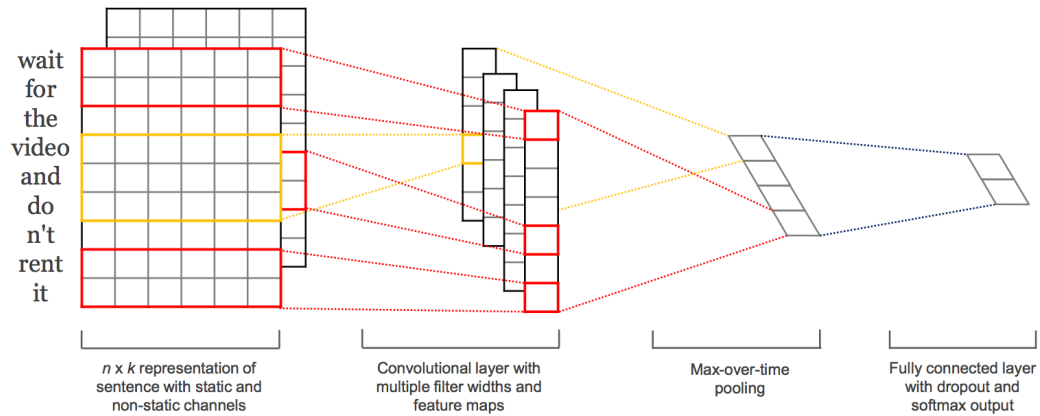 wait
for
the
video
and
do
n't
rent
it
n x k representation of
sentence with static and
non-static channels
Convolutional layer with
multiple filter widths and
feature maps
Max-over-time
pooling
Fully connected layer
with dropout and
softmax output